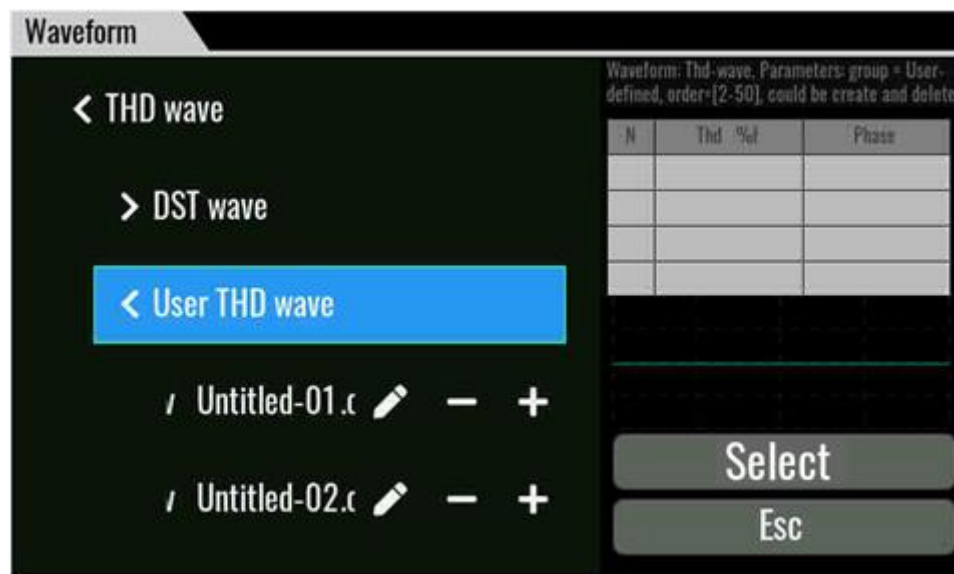 Waveform
< THD wave
> DST wave
< User THD wave
Untitled-01.c
Untitled-02.c
Waveform: Thd-wave, Parameters: group = User-
defined, order=[2-50], could be create and delete
N Thd %f Phase
Select
Esc